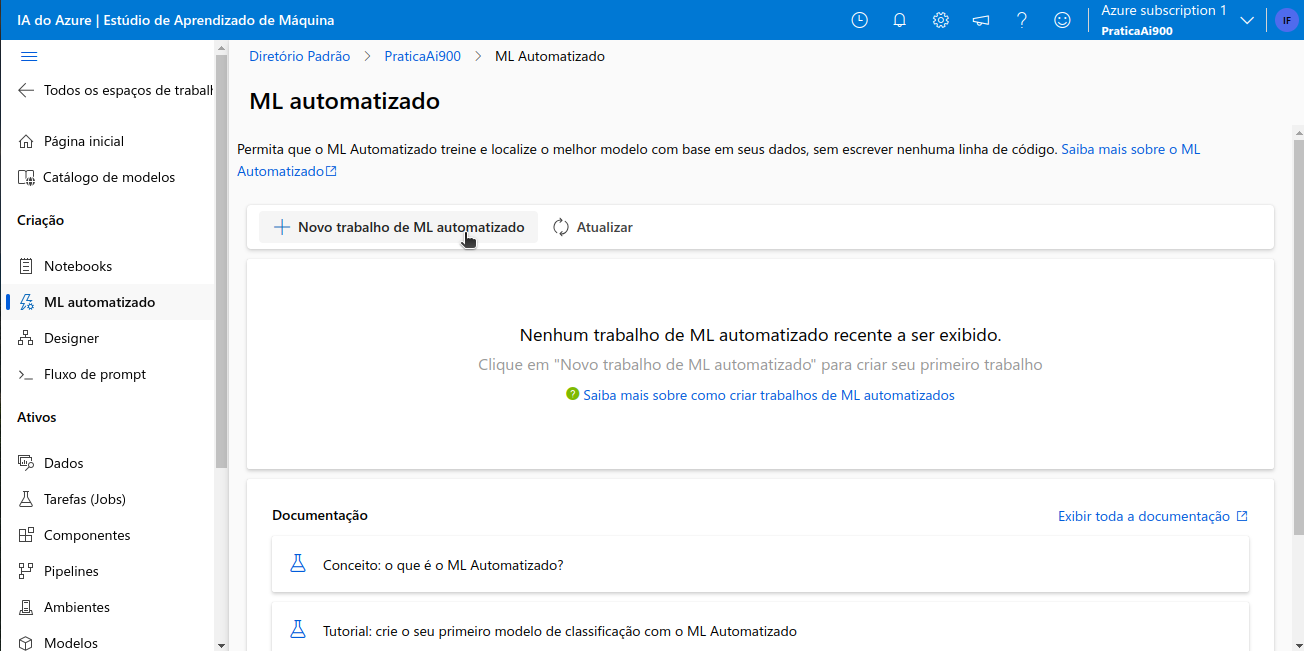 IA do Azure | Estúdio de Aprendizado de Máquina
Azure subscription 1
PraticaAi900
IF
Todos os espaços de trabalh
Página inicial
Catálogo de modelos
Criação
Notebooks
ML automatizado
Designer
Fluxo de prompt
Ativos
Dados
Tarefas (Jobs)
Componentes
Pipelines
Ambientes
Modelos
Diretório Padrão > PraticaAi900 > ML Automatizado
ML automatizado
Permita que o ML Automatizado treine e localize o melhor modelo com base em seus dados, sem escrever nenhuma linha de código. Saiba mais sobre o ML
Automatizado
Novo trabalho de ML automatizado
Atualizar
Nenhum trabalho de ML automatizado recente a ser exibido.
Clique em "Novo trabalho de ML automatizado" para criar seu primeiro trabalho
Saiba mais sobre como criar trabalhos de ML automatizados
Documentação
Exibir toda a documentação
Conceito: o que é o ML Automatizado?
Tutorial: crie o seu primeiro modelo de classificação com o ML Automatizado